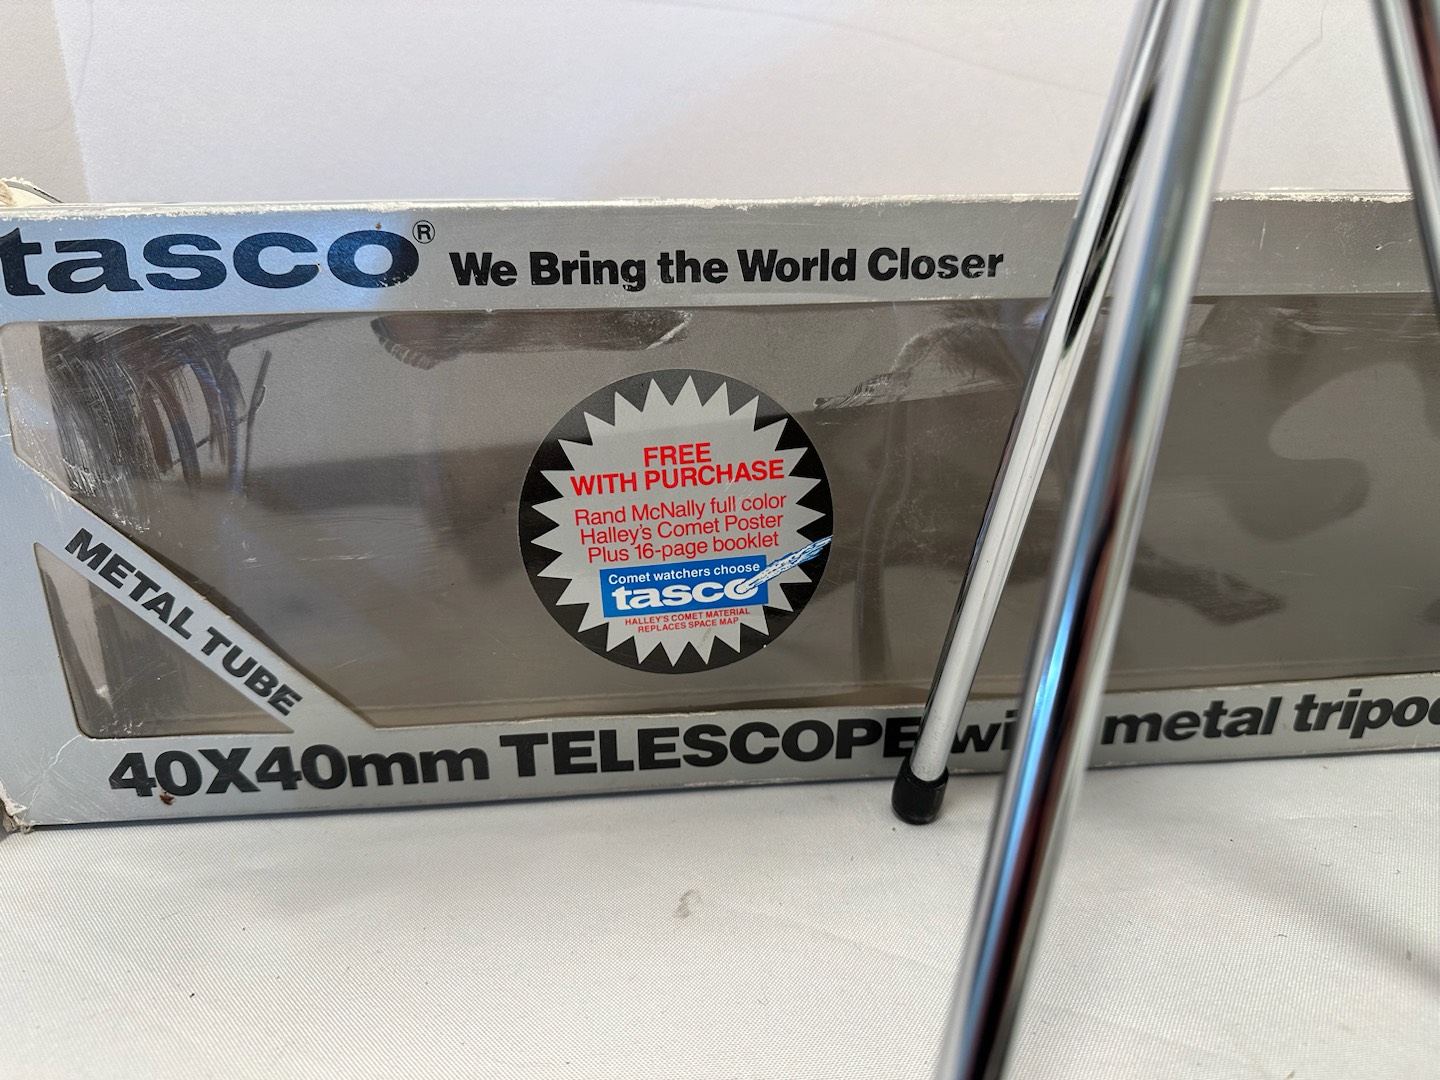 tasco® We Bring the World Closer
FREE
WITH PURCHASE
Rand McNally full color
Halley's Comet Poster
Plus 16-page booklet
Comet watchers choose
tasco
HALLEY'S COMET MATERIAL
REPLACES SPACE MAP
METAL TUBE
40X40mm TELESCOPE metal